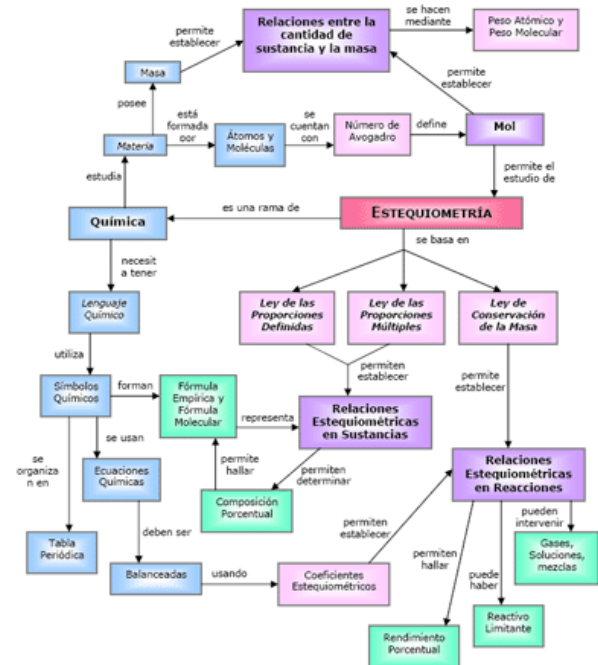 Relaciones entre la
cantidad de
sustancia y la masa
se hacen
mediante
Peso Atómico y
Peso Molecular
permite
establecer
Masa
permite
establecer
posee
está
formada
por
se
cuentan
con
Materia
Átomos y
Moléculas
Número de
Avogadro
define
Mol
estudia
permite el
estudio de
Química
es una rama de
ESTEQUIOMETRÍA
se basa en
necesit
a tener
Lenguaje
Químico
Ley de las
Proporciones
Definidas
Ley de las
Proporciones
Múltiples
Ley de
Conservación
de la Masa
utiliza
permiten
establecer
permite
establecer
Símbolos
Químicos
forman
Fórmula
Empírica y
Fórmula
Molecular
representa
Relaciones
Estequiométricas
en Sustancias
se
organiza
n en
se usan
Ecuaciones
Químicas
permite
hallar
permiten
determinar
Relaciones
Estequiométricas
en Reacciones
Composición
Porcentual
pueden
intervenir
deben ser
permiten
establecer
Tabla
Periódica
Gases,
Soluciones,
mezclas
permiten
hallar
Balanceadas
usando
Coeficientes
Estequiométricos
puede
haber
Reactivo
Limitante
Rendimiento
Porcentual